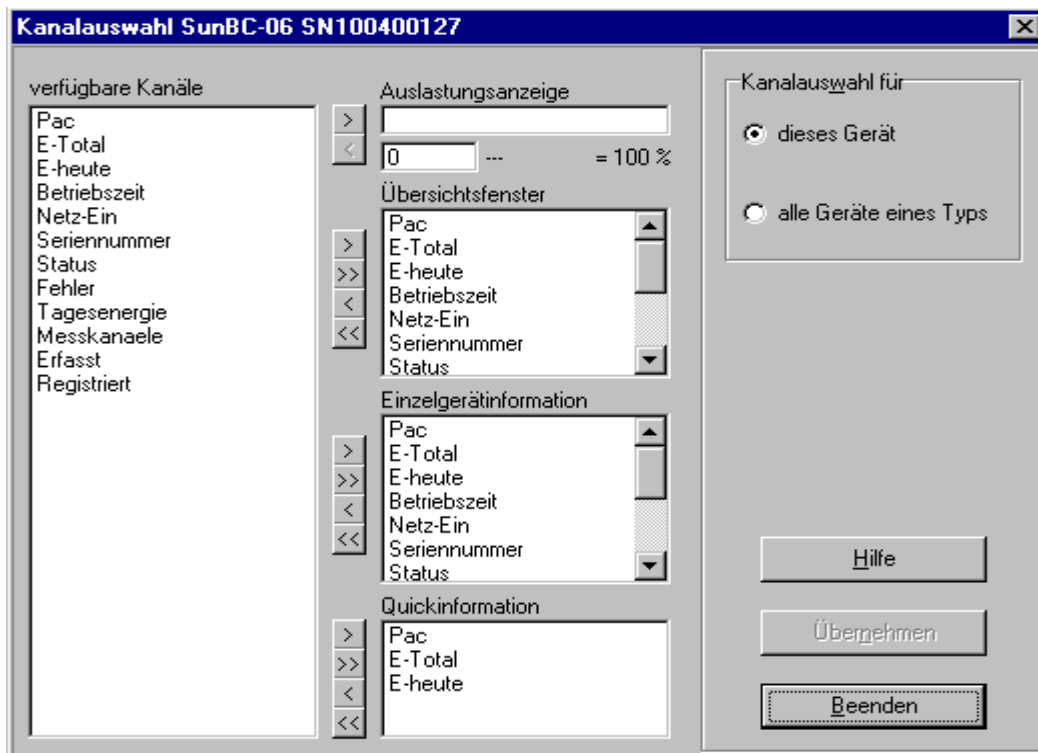 Kanalauswahl SunBC-06 SN100400127
verfügbare Kanäle
Pac
E-Total
E-heute
Betriebszeit
Netz-Ein
Seriennummer
Status
Fehler
Tagesenergie
Messkanaele
Erfasst
Registriert
Auslastungsanzeige
>
<
0 --- = 100 %
Übersichtsfenster
>
>>
<
<<
Pac
E-Total
E-heute
Betriebszeit
Netz-Ein
Seriennummer
Status
Einzelgerätinformation
>
>>
<
<<
Pac
E-Total
E-heute
Betriebszeit
Netz-Ein
Seriennummer
Status
Quickinformation
>
>>
<
<<
Pac
E-Total
E-heute
Kanalauswahl für
dieses Gerät
alle Geräte eines Typs
Hilfe
Übernehmen
Beenden